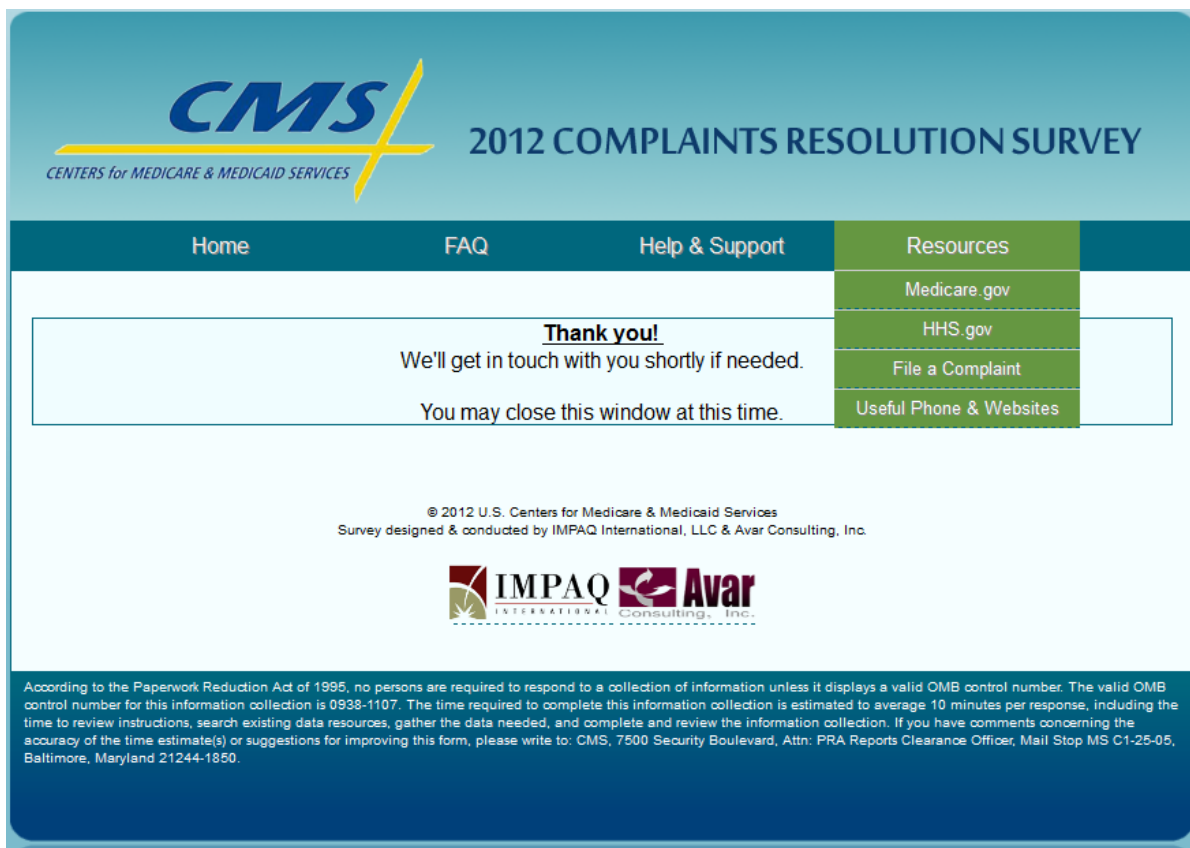 CMS
CENTERS for MEDICARE & MEDICAID SERVICES
2012 COMPLAINTS RESOLUTION SURVEY
Home
FAQ
Help & Support
Resources
Medicare.gov
HHS.gov
File a Complaint
Useful Phone & Websites
Thank you!
We'll get in touch with you shortly if needed.
You may close this window at this time.
© 2012 U.S. Centers for Medicare & Medicaid Services
Survey designed & conducted by IMPAQ International, LLC & Avar Consulting, Inc.
IMPAQ
INTERNATIONAL
Avar
Consulting, Inc.
According to the Paperwork Reduction Act of 1995, no persons are required to respond to a collection of information unless it displays a valid OMB control number. The valid OMB
control number for this information collection is 0938-1107. The time required to complete this information collection is estimated to average 10 minutes per response, including the
time to review instructions, search existing data resources, gather the data needed, and complete and review the information collection. If you have comments concerning the
accuracy of the time estimate(s) or suggestions for improving this form, please write to: CMS, 7500 Security Boulevard, Attn: PRA Reports Clearance Officer, Mail Stop MS C1-25-05,
Baltimore, Maryland 21244-1850.